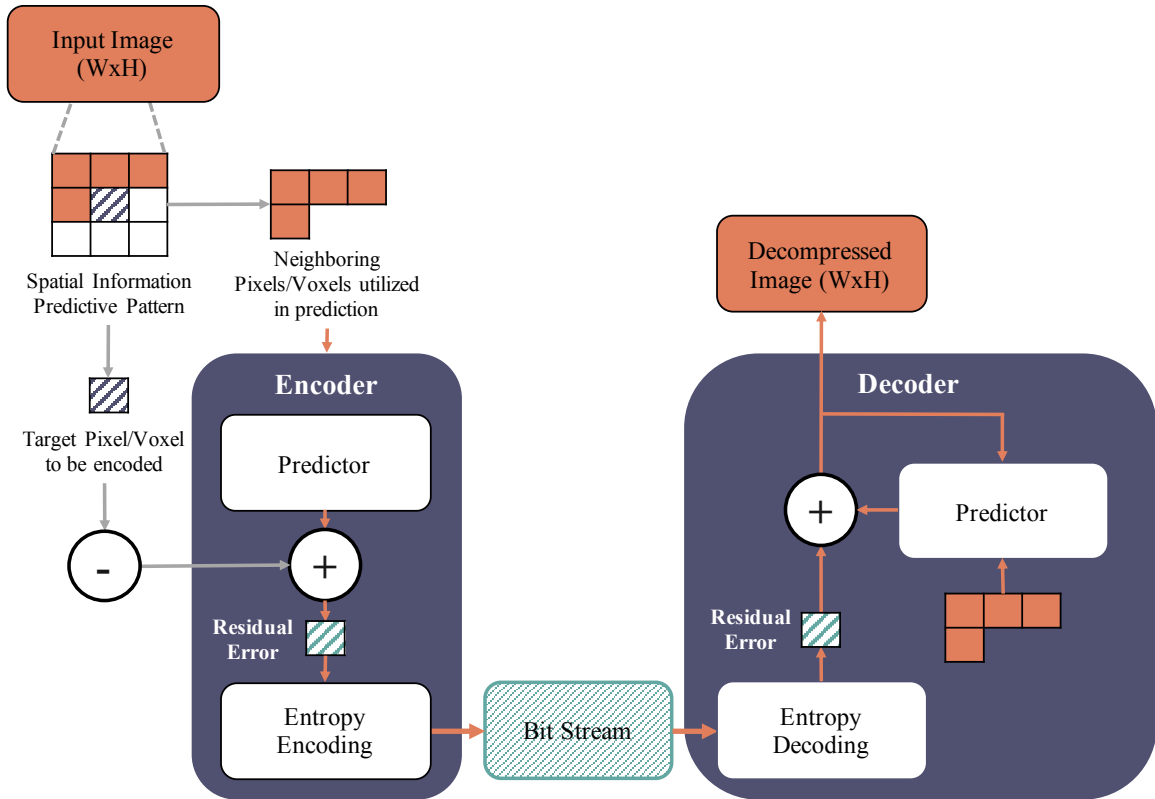 Input Image
(WxH)
Spatial Information
Predictive Pattern
Neighboring
Pixels/Voxels utilized
in prediction
Target Pixel/Voxel
to be encoded
-
Encoder
Predictor
+
Residual
Error
Entropy
Encoding
Bit Stream
Decompressed
Image (WxH)
Decoder
Predictor
+
Residual
Error
Entropy
Decoding